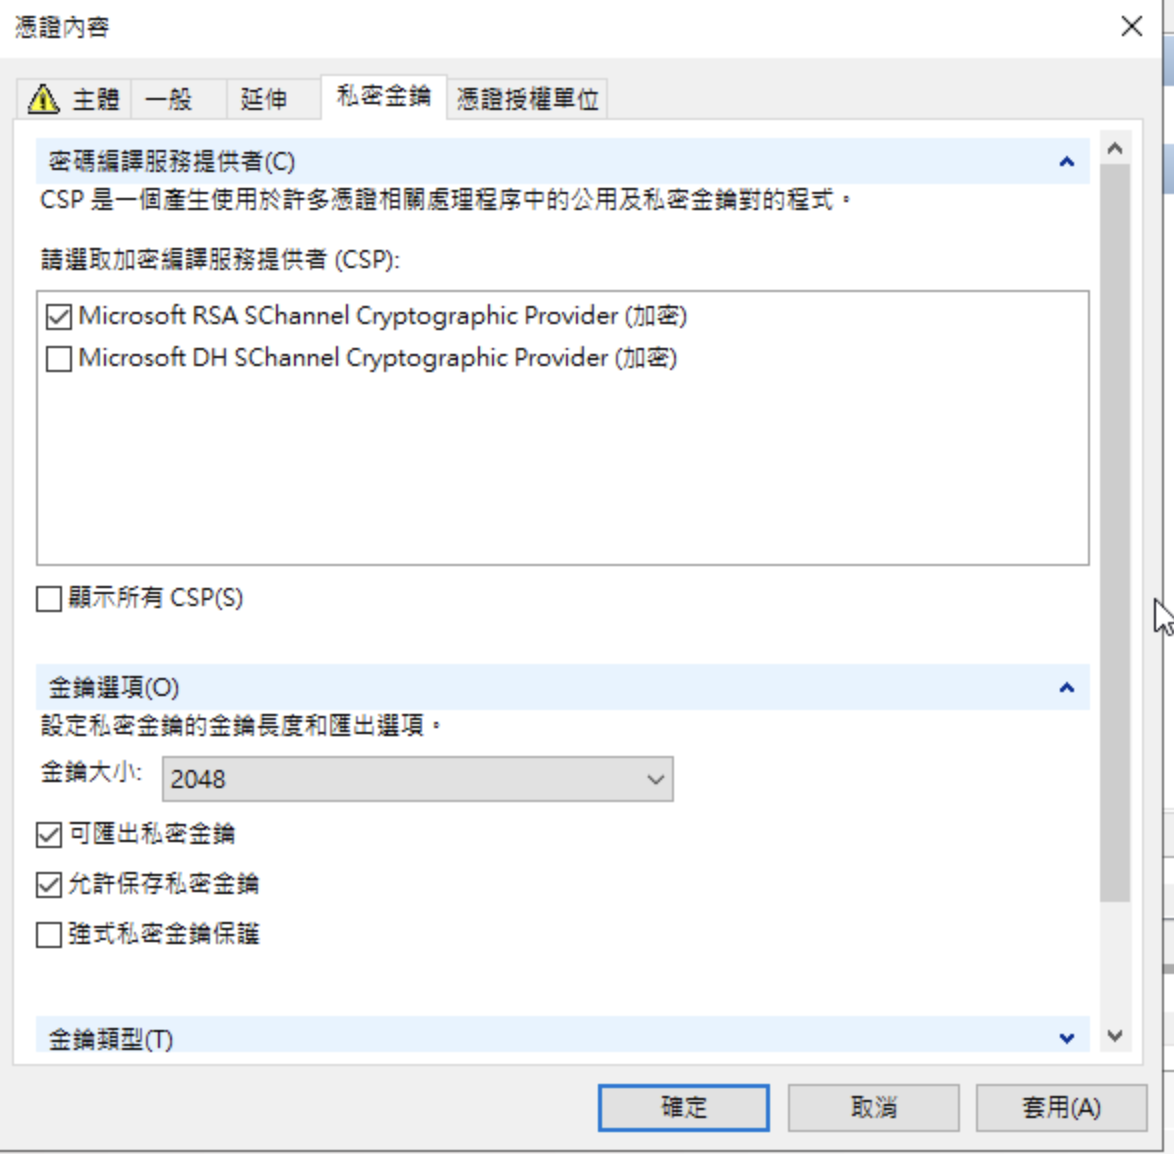 憑證內容
主體 一般 延伸 私密金鑰 憑證授權單位
密碼編譯服務提供者(C)
CSP 是一個產生使用於許多憑證相關處理程序中的公用及私密金鑰對的程式。
請選取加密編譯服務提供者 (CSP):
Microsoft RSA SChannel Cryptographic Provider (加密)
Microsoft DH SChannel Cryptographic Provider (加密)
顯示所有 CSP(S)
金鑰選項(O)
設定私密金鑰的金鑰長度和匯出選項。
金鑰大小: 2048
可匯出私密金鑰
允許保存私密金鑰
強式私密金鑰保護
金鑰類型(T)
確定 取消 套用(A)